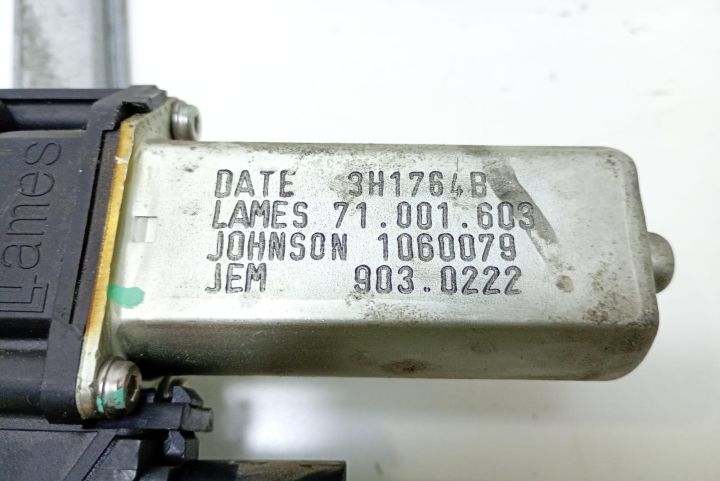 Lames
DATE 3H1764B
LAMES 71.001.603
JOHNSON 1060079
JEM 903.0222